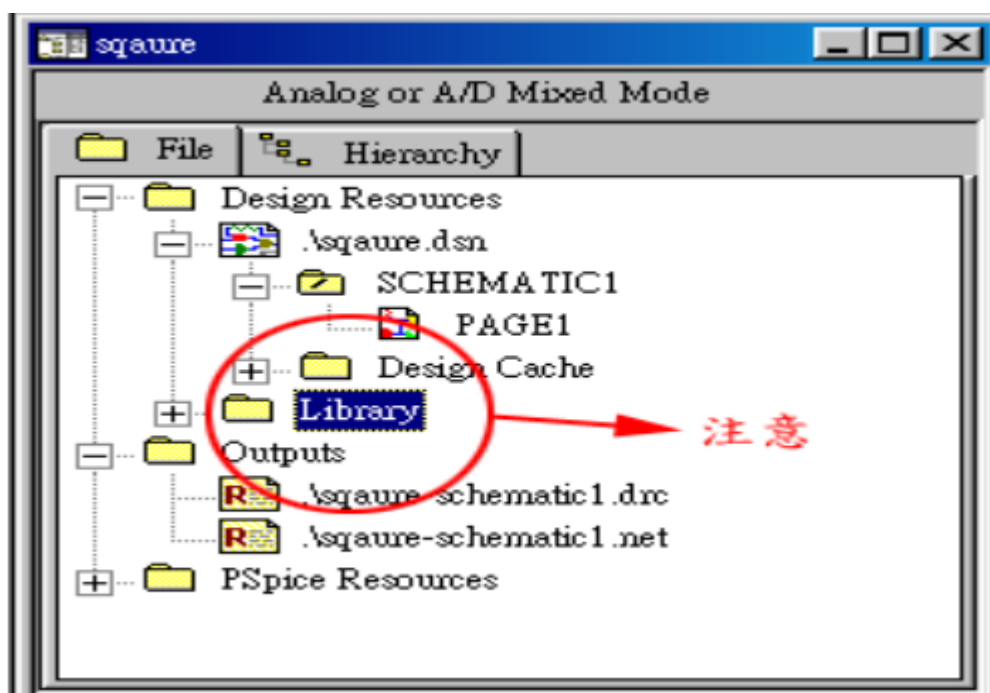 sqaure
Analog or A/D Mixed Mode
File Hierarchy
Design Resources
.\sqaure.dsn
SCHEMATIC1
PAGE1
Design Cache
Library
注意
Outputs
.\sqaure-schematic1.drc
.\sqaure-schematic1.net
PSpice Resources